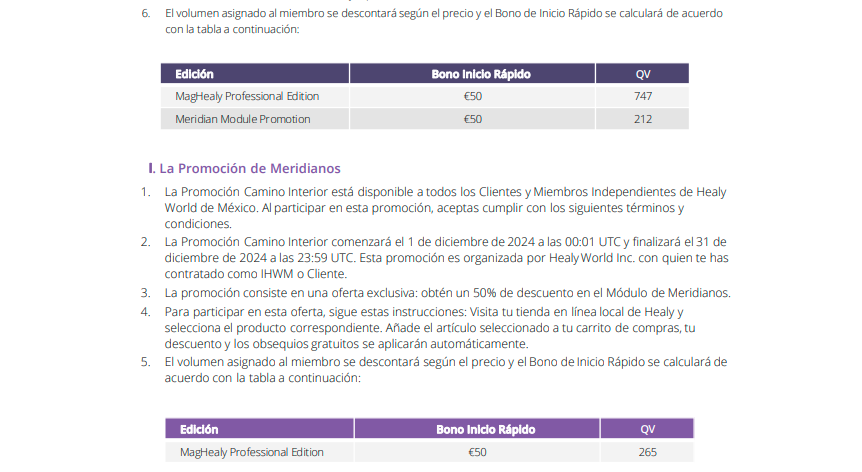 6. El volumen asignado al miembro se descontará según el precio y el Bono de Inicio Rápido se calculará de acuerdo
con la tabla a continuación:
Edición Bono Inicio Rápido QV
MagHealy Professional Edition €50 747
Meridian Module Promotion €50 212
I. La Promoción de Meridianos
1. La Promoción Camino Interior está disponible a todos los Clientes y Miembros Independientes de Healy
World de México. Al participar en esta promoción, aceptas cumplir con los siguientes términos y
condiciones.
2. La Promoción Camino Interior comenzará el 1 de diciembre de 2024 a las 00:01 UTC y finalizará el 31 de
diciembre de 2024 a las 23:59 UTC. Esta promoción es organizada por Healy World Inc. con quien te has
contratado como IHWM o Cliente.
3. La promoción consiste en una oferta exclusiva: obtén un 50% de descuento en el Módulo de Meridianos.
4. Para participar en esta oferta, sigue estas instrucciones: Visita tu tienda en línea local de Healy y
selecciona el producto correspondiente. Añade el artículo seleccionado a tu carrito de compras, tu
descuento y los obsequios gratuitos se aplicarán automáticamente.
5. El volumen asignado al miembro se descontará según el precio y el Bono de Inicio Rápido se calculará de
acuerdo con la tabla a continuación:
Edición Bono Inicio Rápido QV
MagHealy Professional Edition €50 265